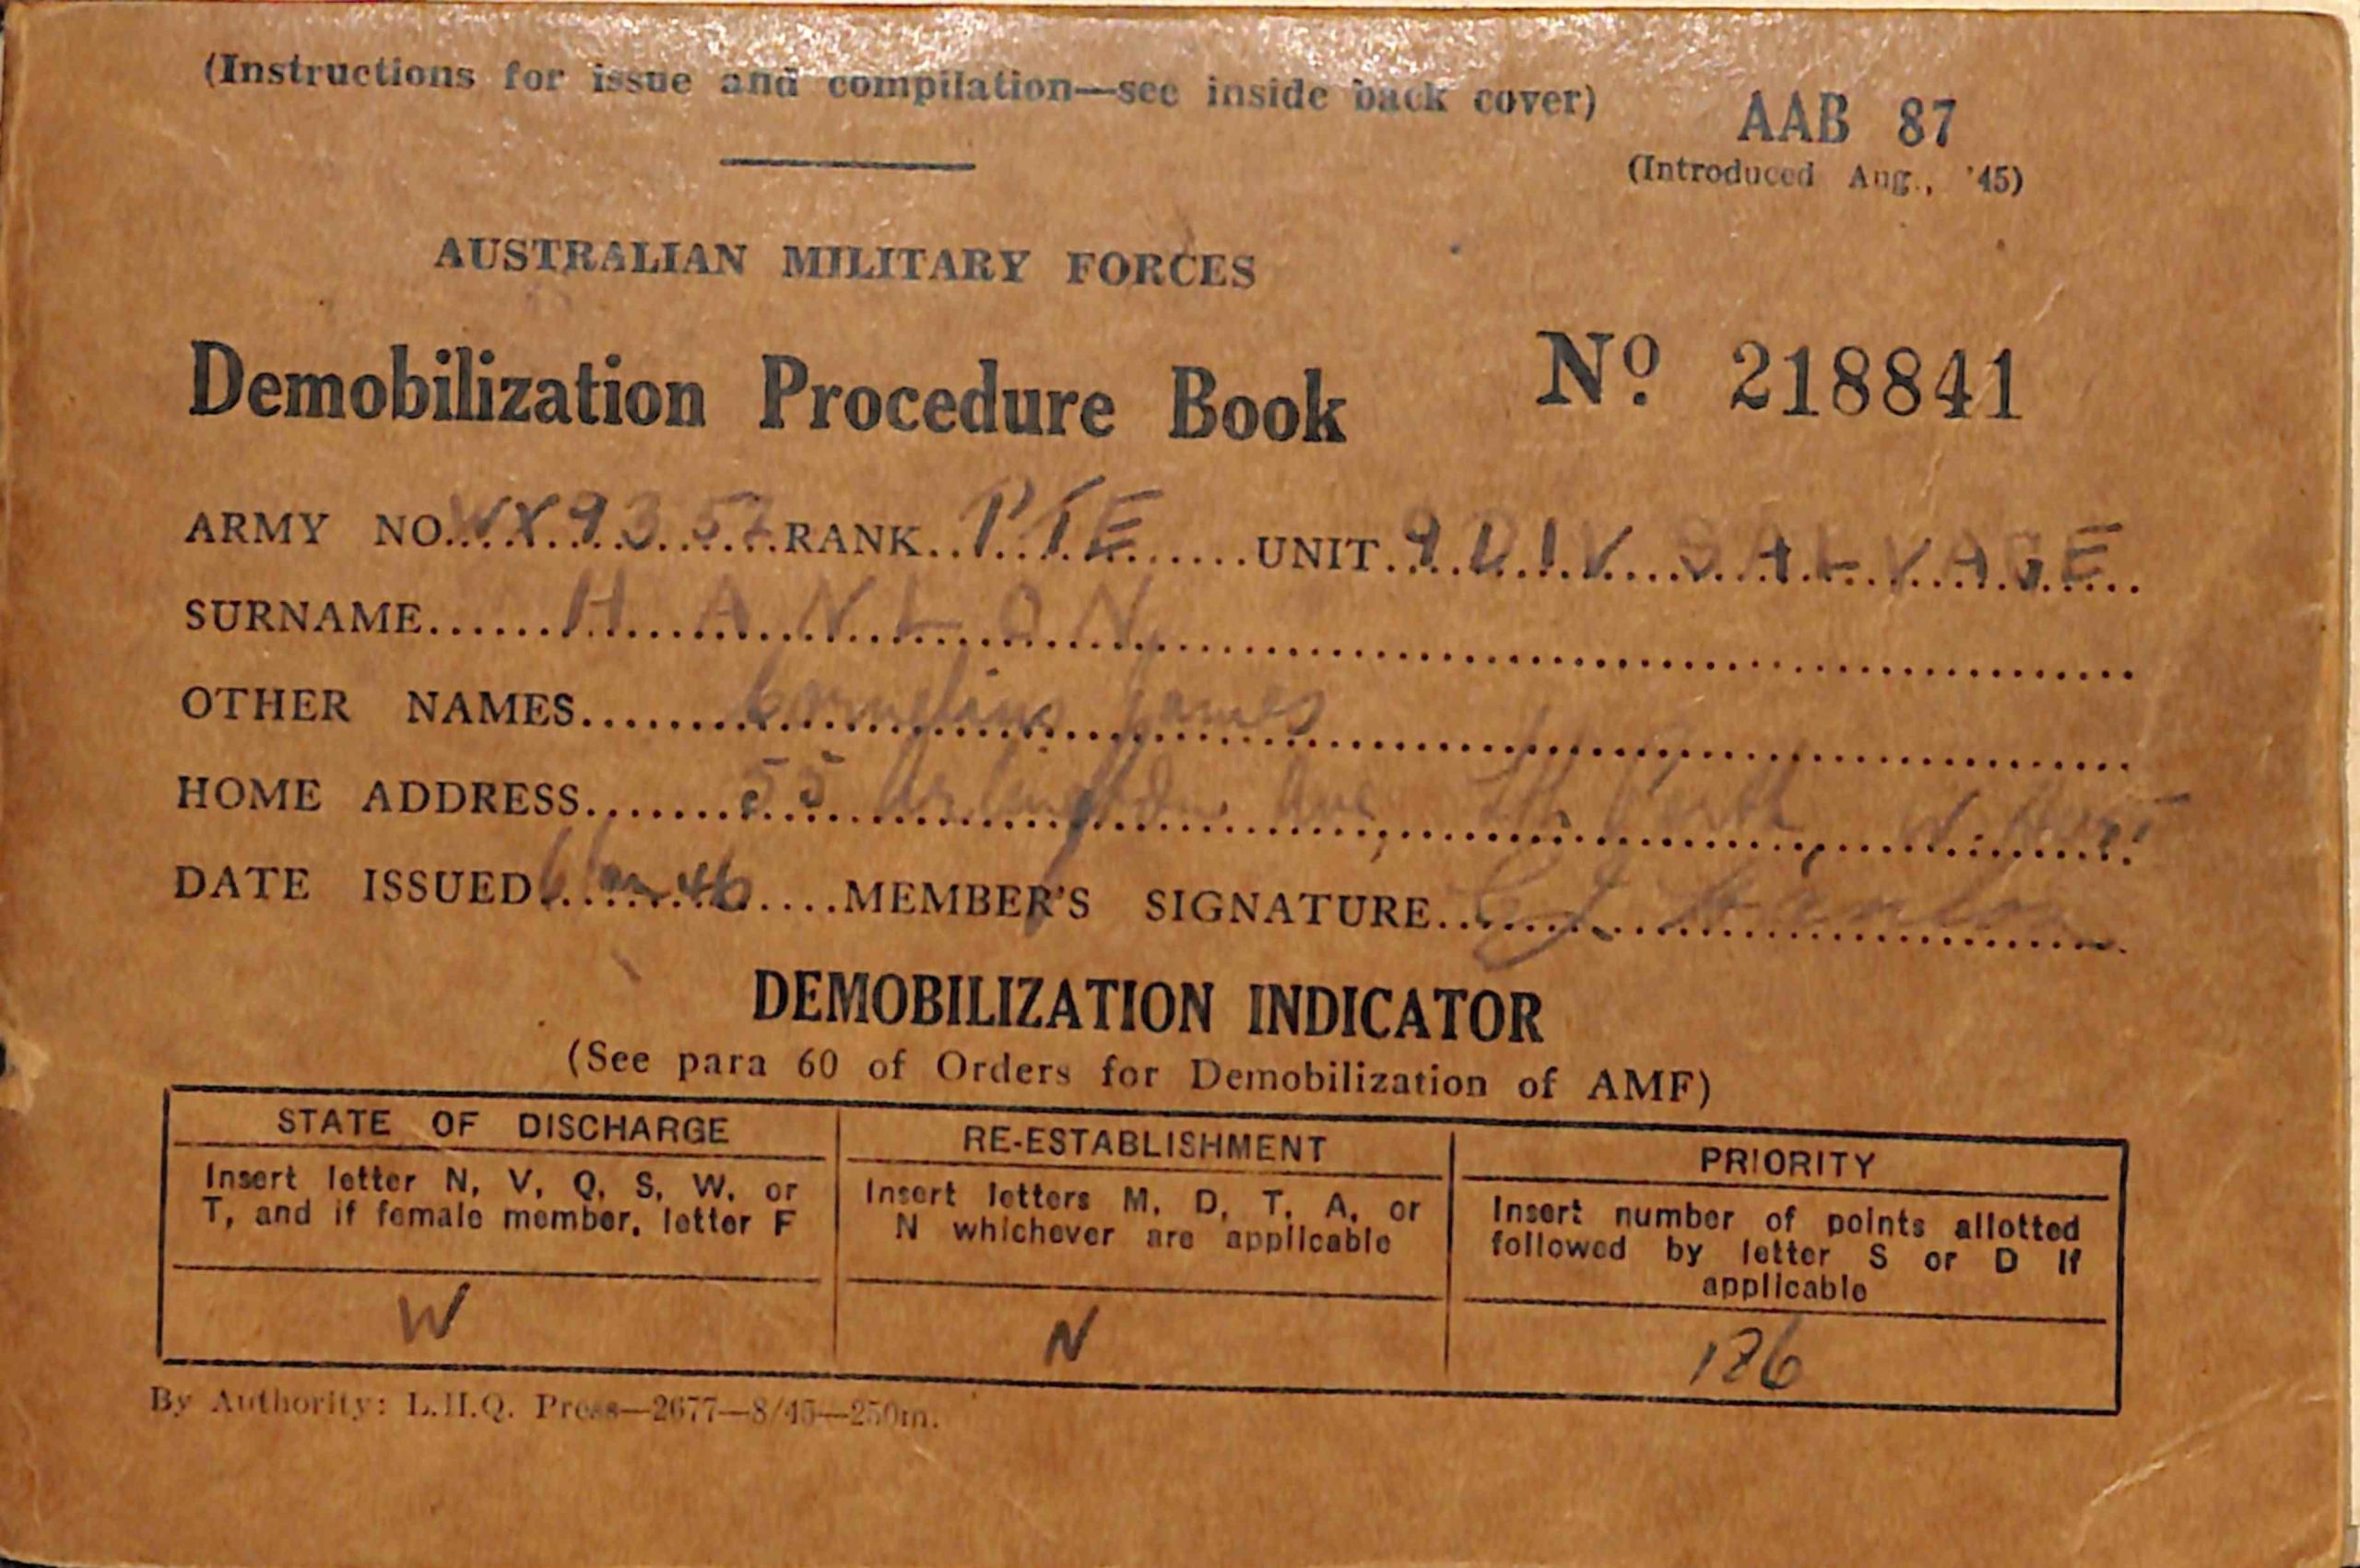 (Instructions for issue and compilation—see inside back cover)
AAB 87
(Introduced Aug., '45)
AUSTRALIAN MILITARY FORCES
Demobilization Procedure Book Nº 218841
ARMY NO. WX9357 RANK PTE UNIT 9 DIV SALVAGE
SURNAME HANLON
OTHER NAMES Cornelius James
HOME ADDRESS 55 Ave, Sth Perth, W. Aust
DATE ISSUED 46 MEMBER'S SIGNATURE C J Hanlon
DEMOBILIZATION INDICATOR
(See para 60 of Orders for Demobilization of AMF)
STATE OF DISCHARGE
Insert letter N, V, Q, S, W, or
T, and if female member, letter F
W
RE-ESTABLISHMENT
Insert letters M, D, T, A, or
N whichever are applicable
N
PRIORITY
Insert number of points allotted
followed by letter S or D if
applicable
By Authority: L.H.Q. Press—2677—8/45—250m.